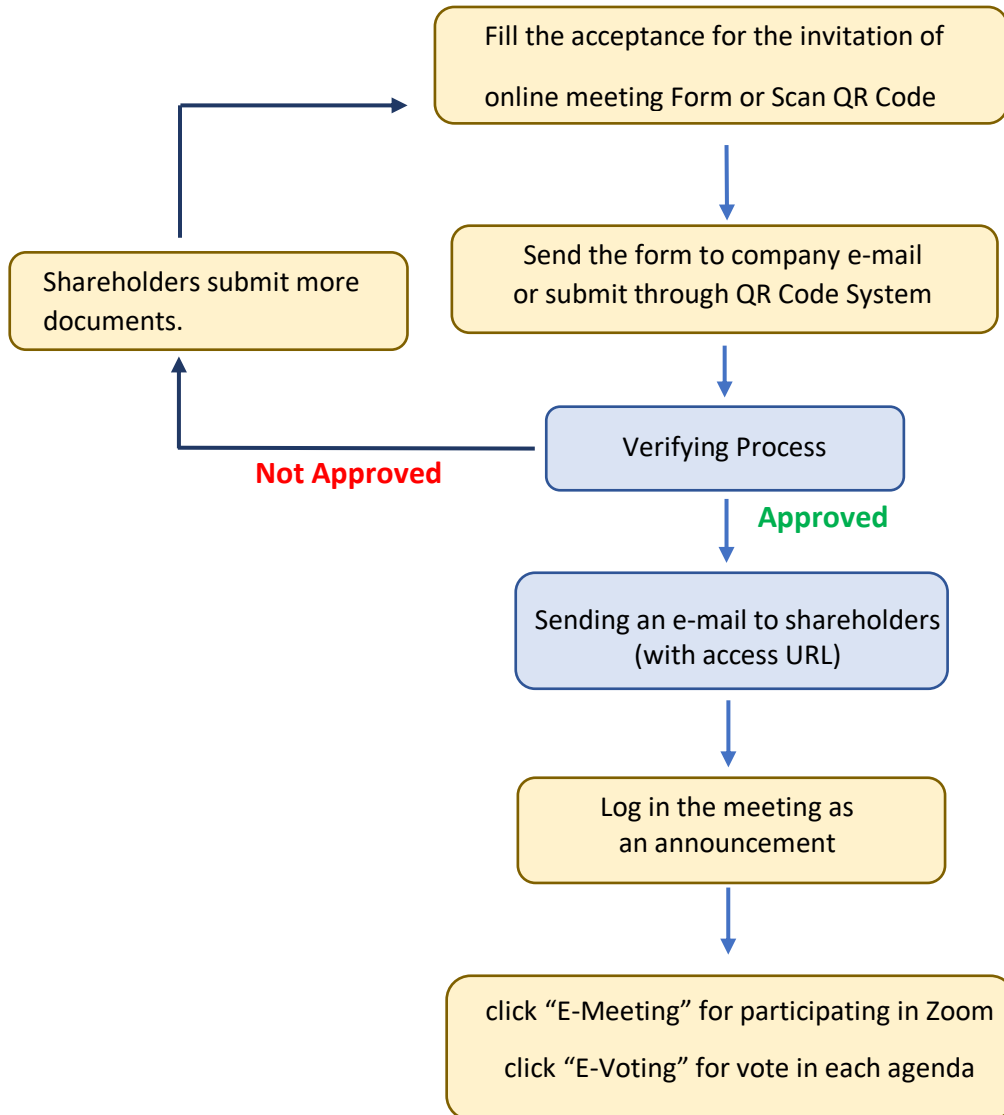 Fill the acceptance for the invitation of
online meeting Form or Scan QR Code
Send the form to company e-mail
or submit through QR Code System
Shareholders submit more
documents.
Verifying Process
Not Approved
Approved
Sending an e-mail to shareholders
(with access URL)
Log in the meeting as
an announcement
click “E-Meeting” for participating in Zoom
click “E-Voting” for vote in each agenda